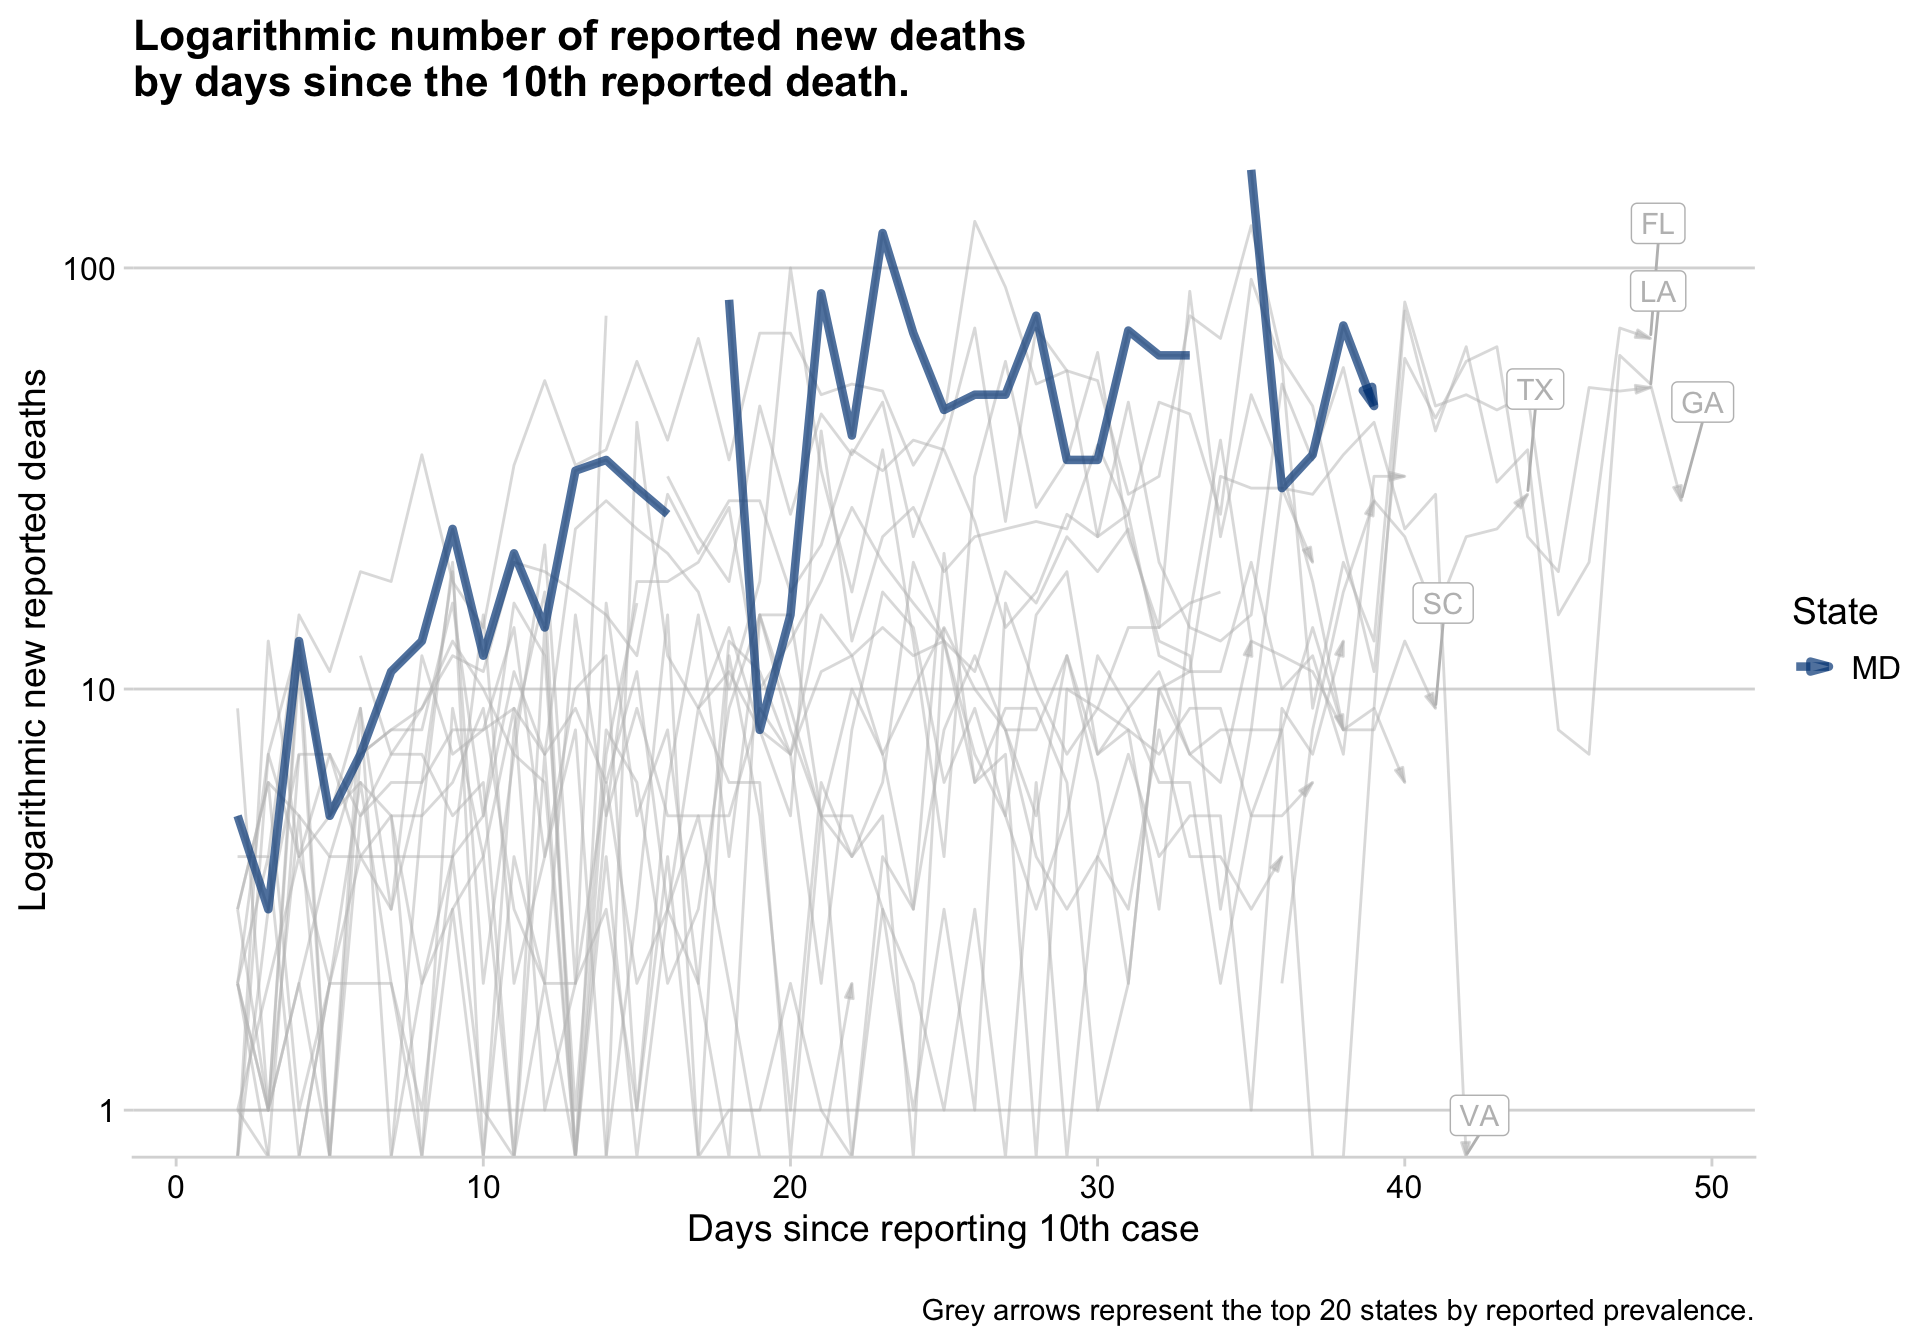 Logarithmic number of reported new deaths
by days since the 10th reported death.
Logarithmic new reported deaths
100
10
1
FL
LA
TX
GA
SC
VA
State
MD
0 10 20 30 40 50
Days since reporting 10th case
Grey arrows represent the top 20 states by reported prevalence.